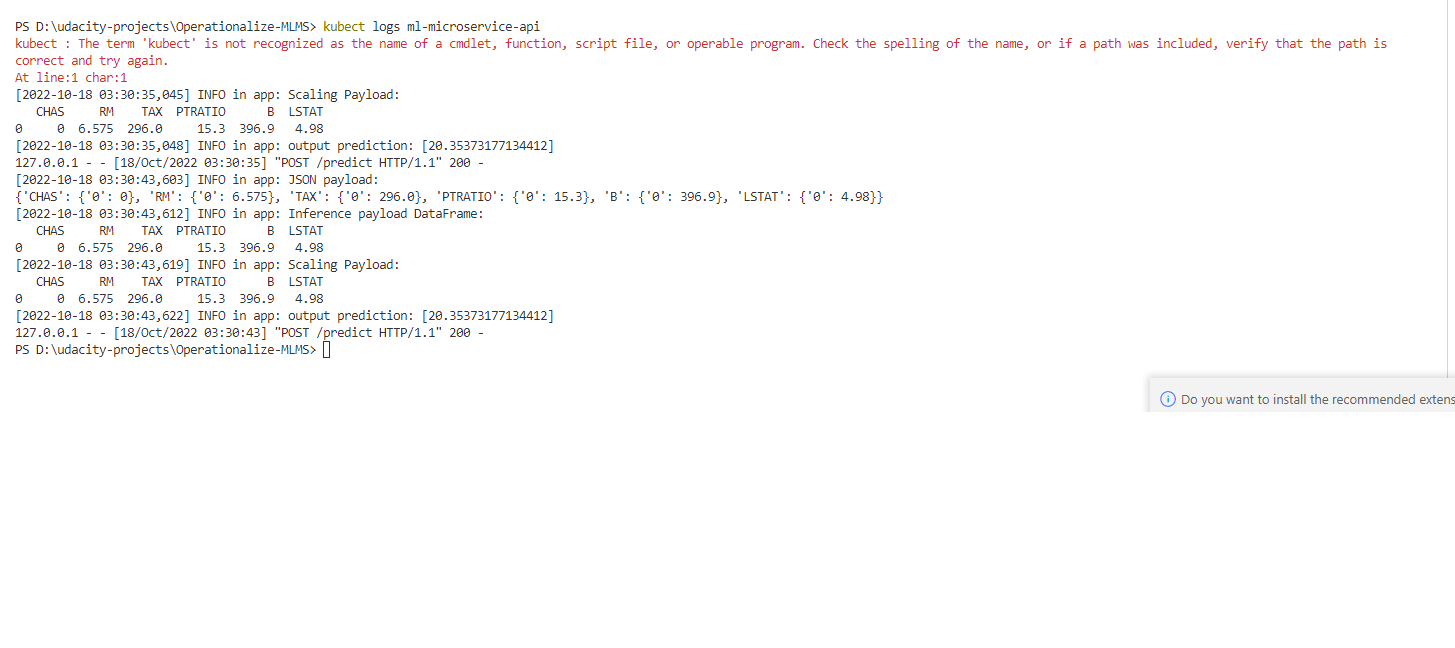 PS D:\udacity-projects\Operationalize-MLMS> kubect logs ml-microservice-api
kubect : The term 'kubect' is not recognized as the name of a cmdlet, function, script file, or operable program. Check the spelling of the name, or if a path was included, verify that the path is
correct and try again.
At line:1 char:1
[2022-10-18 03:30:35,045] INFO in app: Scaling Payload:
   CHAS     RM    TAX  PTRATIO      B  LSTAT
0     0  6.575  296.0     15.3  396.9   4.98
[2022-10-18 03:30:35,048] INFO in app: output prediction: [20.35373177134412]
127.0.0.1 - - [18/Oct/2022 03:30:35] "POST /predict HTTP/1.1" 200 -
[2022-10-18 03:30:43,603] INFO in app: JSON payload:
{'CHAS': {'0': 0}, 'RM': {'0': 6.575}, 'TAX': {'0': 296.0}, 'PTRATIO': {'0': 15.3}, 'B': {'0': 396.9}, 'LSTAT': {'0': 4.98}}
[2022-10-18 03:30:43,612] INFO in app: Inference payload DataFrame:
   CHAS     RM    TAX  PTRATIO      B  LSTAT
0     0  6.575  296.0     15.3  396.9   4.98
[2022-10-18 03:30:43,619] INFO in app: Scaling Payload:
   CHAS     RM    TAX  PTRATIO      B  LSTAT
0     0  6.575  296.0     15.3  396.9   4.98
[2022-10-18 03:30:43,622] INFO in app: output prediction: [20.35373177134412]
127.0.0.1 - - [18/Oct/2022 03:30:43] "POST /predict HTTP/1.1" 200 -
PS D:\udacity-projects\Operationalize-MLMS>
Do you want to install the recommended extens